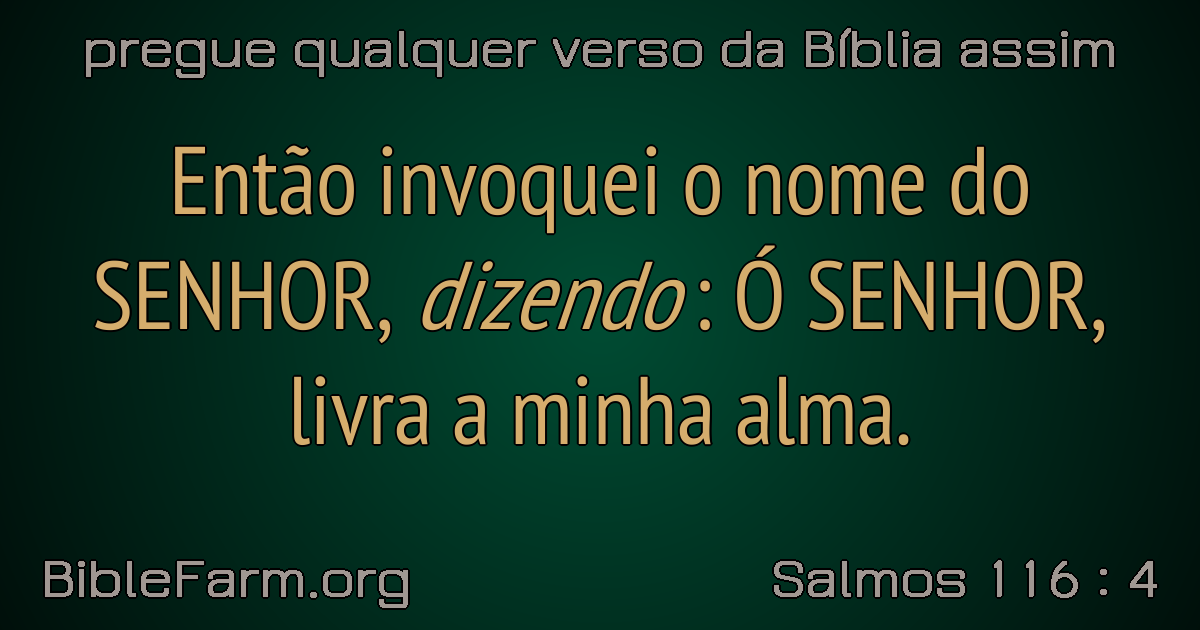 pregue qualquer verso da Bíblia assim
Então invoquei o nome do
SENHOR, dizendo: Ó SENHOR,
livra a minha alma.
BibleFarm.org
Salmos 116 : 4